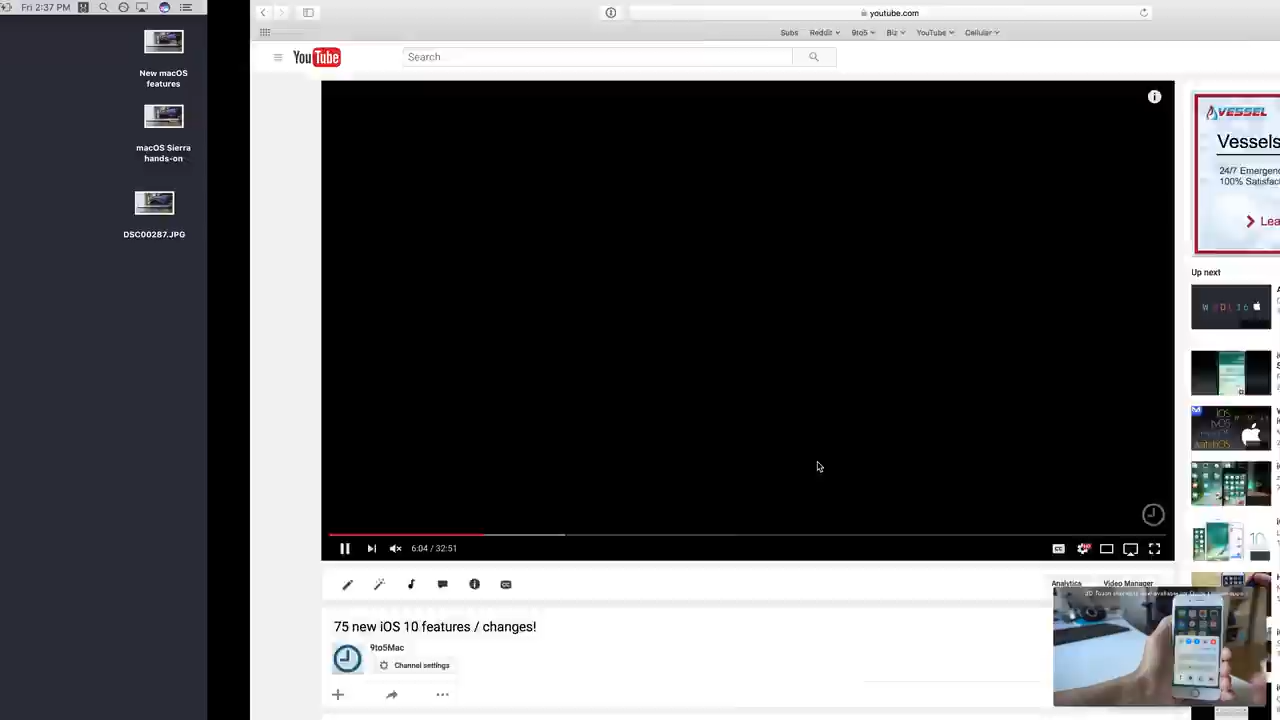 Fri 2:37 PM
New macOS
features
macOS Sierra
hands-on
DSC00287.JPG
youtube.com
Subs Reddit 9to5 Biz YouTube Cellular
YouTube
Search
6:04 / 32:51
CC
Analytics Video Manager
75 new iOS 10 features / changes!
9to5Mac
Channel settings
VESSEL
Vessels
24/7 Emergenc
100% Satisfac
Lea
Up next